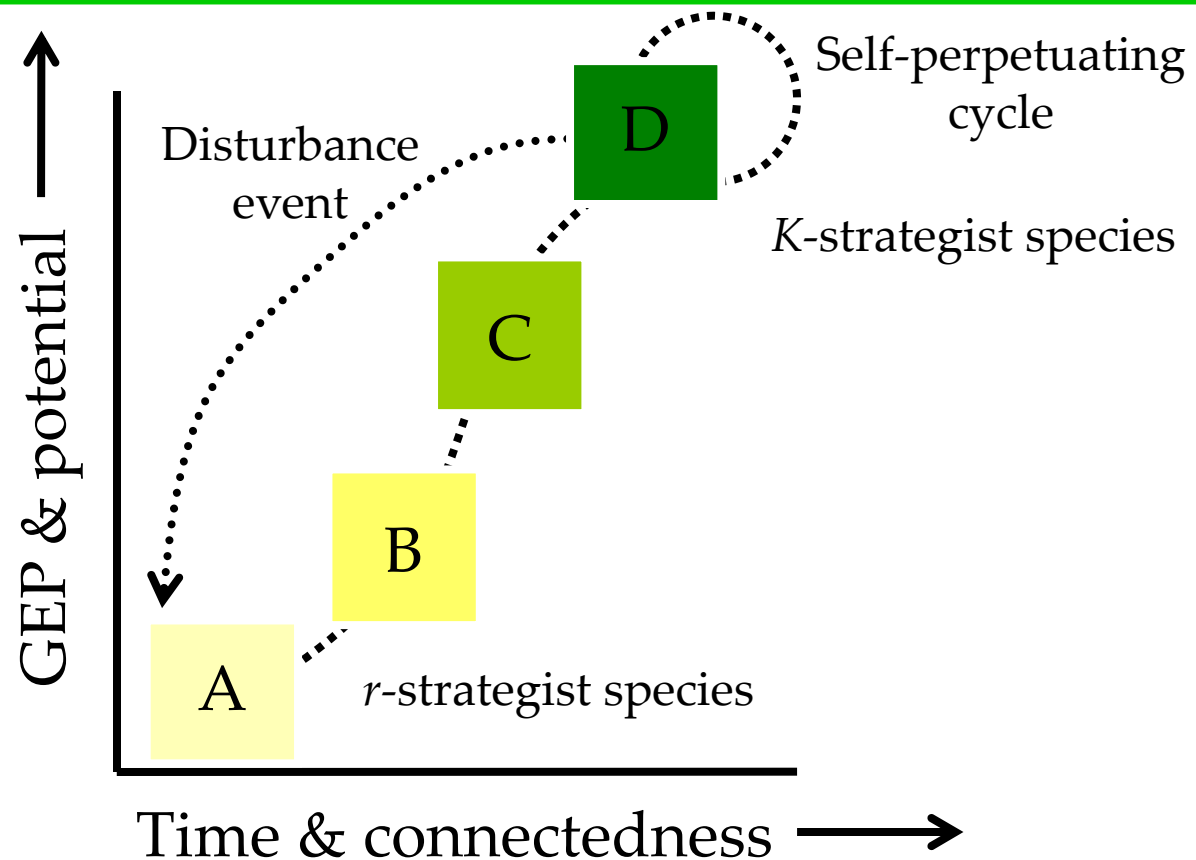 Self-perpetuating
cycle
D
Disturbance
event
K-strategist species
GEP & potential
C
B
A
r-strategist species
Time & connectedness